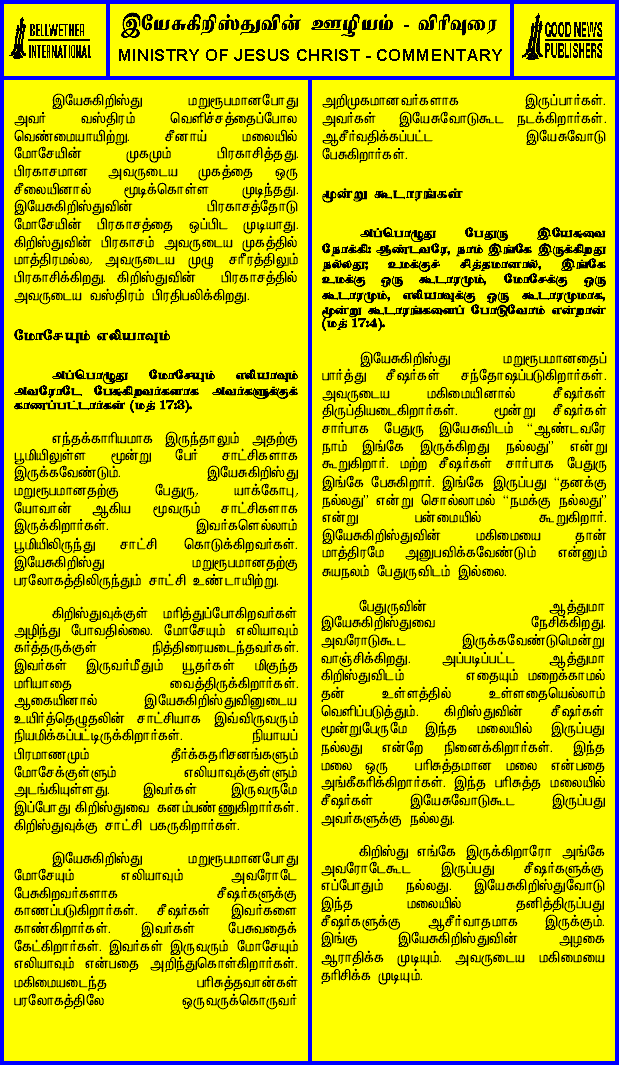 BELLWETHER
INTERNATIONAL
இயேசுகிறிஸ்துவின் ஊழியம் - விரிவுரை
MINISTRY OF JESUS CHRIST - COMMENTARY
GOOD NEWS
PUBLISHERS
இயேசுகிறிஸ்து மறுரூபமானபோது
அவர் வஸ்திரம் வெளிச்சத்தைப்போல
வெண்மையாயிற்று. சீனாய் மலையில்
மோசேயின் முகமும் பிரகாசித்தது.
பிரகாசமான அவருடைய முகத்தை ஒரு
சீலையினால் மூடிக்கொள்ள முடிந்தது.
இயேசுகிறிஸ்துவின் பிரகாசத்தோடு
மோசேயின் பிரகாசத்தை ஒப்பிட முடியாது.
கிறிஸ்துவின் பிரகாசம் அவருடைய முகத்தில்
மாத்திரமல்ல, அவருடைய முழு சரீரத்திலும்
பிரகாசிக்கிறது. கிறிஸ்துவின் பிரகாசத்தில்
அவருடைய வஸ்திரம் பிரதிபலிக்கிறது.
மோசேயும் எலியாவும்
அப்பொழுது மோசேயும் எலியாவும்
அவரோடே பேசுகிறவர்களாக அவர்களுக்குக்
காணப்பட்டார்கள் (மத் 17:3).
எந்தக்காரியமாக இருந்தாலும் அதற்கு
பூமியிலுள்ள மூன்று பேர் சாட்சிகளாக
இருக்கவேண்டும். இயேசுகிறிஸ்து
மறுரூபமானதற்கு பேதுரு, யாக்கோபு,
யோவான் ஆகிய மூவரும் சாட்சிகளாக
இருக்கிறார்கள். இவர்களெல்லாம்
பூமியிலிருந்து சாட்சி கொடுக்கிறவர்கள்.
இயேசுகிறிஸ்து மறுரூபமானதற்கு
பரலோகத்திலிருந்தும் சாட்சி உண்டாயிற்று.
கிறிஸ்துவுக்குள் மரித்துப்போகிறவர்கள்
அழிந்து போவதில்லை. மோசேயும் எலியாவும்
கர்த்தருக்குள் நித்திரையடைந்தவர்கள்.
இவர்கள் இருவர்மீதும் யூதர்கள் மிகுந்த
மரியாதை வைத்திருக்கிறார்கள்.
ஆகையினால் இயேசுகிறிஸ்துவினுடைய
உயிர்த்தெழுதலின் சாட்சியாக இவ்விருவரும்
நியமிக்கப்பட்டிருக்கிறார்கள். நியாயப்
பிரமாணமும் தீர்க்கதரிசனங்களும்
மோசேக்குள்ளும் எலியாவுக்குள்ளும்
அடங்கியுள்ளது. இவர்கள் இருவருமே
இப்போது கிறிஸ்துவை கனம்பண்ணுகிறார்கள்.
கிறிஸ்துவுக்கு சாட்சி பகருகிறார்கள்.
இயேசுகிறிஸ்து மறுரூபமானபோது
மோசேயும் எலியாவும் அவரோடே
பேசுகிறவர்களாக சீஷர்களுக்கு
காணப்படுகிறார்கள். சீஷர்கள் இவர்களை
காண்கிறார்கள். இவர்கள் பேசுவதைக்
கேட்கிறார்கள். இவர்கள் இருவரும் மோசேயும்
எலியாவும் என்பதை அறிந்துகொள்கிறார்கள்.
மகிமையடைந்த பரிசுத்தவான்கள்
பரலோகத்திலே ஒருவருக்கொருவர்
அறிமுகமானவர்களாக இருப்பார்கள்.
அவர்கள் இயேசுவோடுகூட நடக்கிறார்கள்.
ஆசீர்வதிக்கப்பட்ட இயேசுவோடு
பேசுகிறார்கள்.
மூன்று கூடாரங்கள்
அப்பொழுது பேதுரு இயேசுவை
நோக்கி: ஆண்டவரே, நாம் இங்கே இருக்கிறது
நல்லது; உமக்குச் சித்தமானால், இங்கே
உமக்கு ஒரு கூடாரமும், மோசேக்கு ஒரு
கூடாரமும், எலியாவுக்கு ஒரு கூடாரமுமாக,
மூன்று கூடாரங்களைப் போடுவோம் என்றான்
(மத் 17:4).
இயேசுகிறிஸ்து மறுரூபமானதைப்
பார்த்து சீஷர்கள் சந்தோஷப்படுகிறார்கள்.
அவருடைய மகிமையினால் சீஷர்கள்
திருப்தியடைகிறார்கள். மூன்று சீஷர்கள்
சார்பாக பேதுரு இயேசுவிடம் “ஆண்டவரே
நாம் இங்கே இருக்கிறது நல்லது” என்று
கூறுகிறார். மற்ற சீஷர்கள் சார்பாக பேதுரு
இங்கே பேசுகிறார். இங்கே இருப்பது “தனக்கு
நல்லது” என்று சொல்லாமல் “நமக்கு நல்லது”
என்று பன்மையில் கூறுகிறார்.
இயேசுகிறிஸ்துவின் மகிமையை தான்
மாத்திரமே அனுபவிக்கவேண்டும் என்னும்
சுயநலம் பேதுருவிடம் இல்லை.
பேதுருவின் ஆத்துமா
இயேசுகிறிஸ்துவை நேசிக்கிறது.
அவரோடுகூட இருக்கவேண்டுமென்று
வாஞ்சிக்கிறது. அப்படிப்பட்ட ஆத்துமா
கிறிஸ்துவிடம் எதையும் மறைக்காமல்
தன் உள்ளத்தில் உள்ளதையெல்லாம்
வெளிப்படுத்தும். கிறிஸ்துவின் சீஷர்கள்
மூன்றுபேருமே இந்த மலையில் இருப்பது
நல்லது என்றே நினைக்கிறார்கள். இந்த
மலை ஒரு பரிசுத்தமான மலை என்பதை
அங்கீகரிக்கிறார்கள். இந்த பரிசுத்த மலையில்
சீஷர்கள் இயேசுவோடுகூட இருப்பது
அவர்களுக்கு நல்லது.
கிறிஸ்து எங்கே இருக்கிறாரோ அங்கே
அவரோடேகூட இருப்பது சீஷர்களுக்கு
எப்போதும் நல்லது. இயேசுகிறிஸ்துவோடு
இந்த மலையில் தனித்திருப்பது
சீஷர்களுக்கு ஆசீர்வாதமாக இருக்கும்.
இங்கு இயேசுகிறிஸ்துவின் அழகை
ஆராதிக்க முடியும். அவருடைய மகிமையை
தரிசிக்க முடியும்.